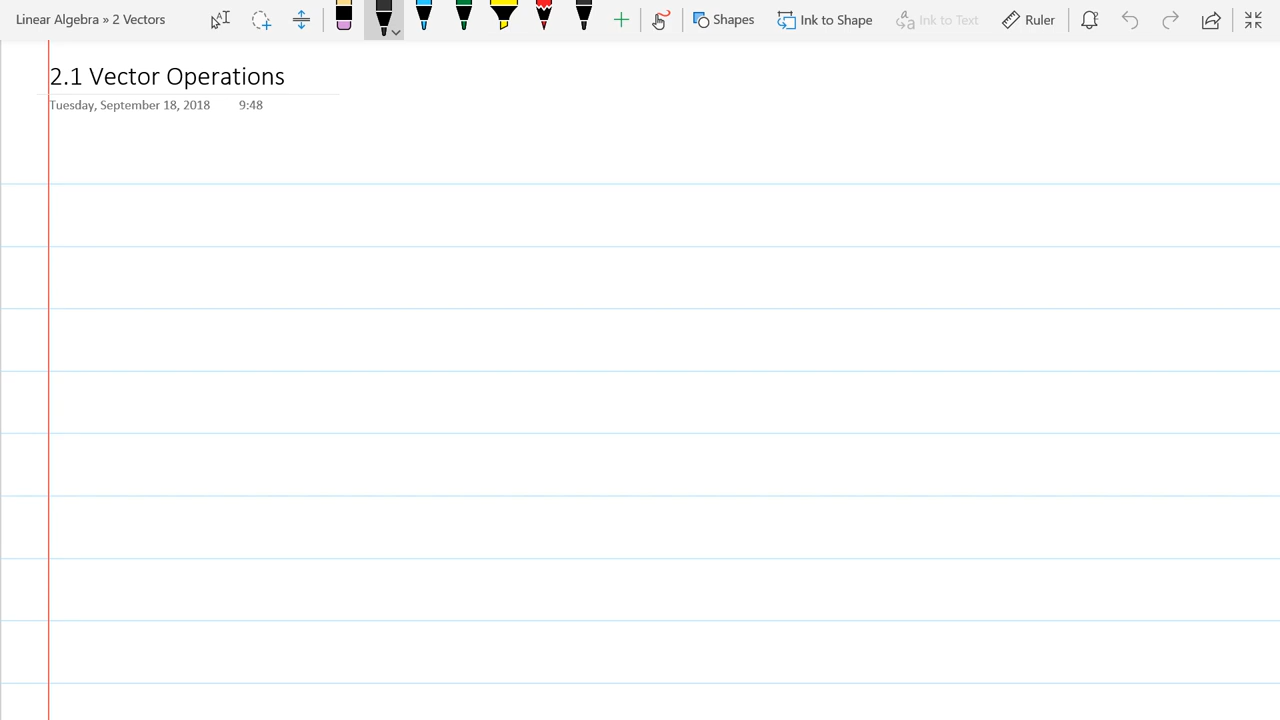 Linear Algebra » 2 Vectors
Shapes
Ink to Shape
Ink to Text
Ruler
2.1 Vector Operations
Tuesday, September 18, 2018 9:48